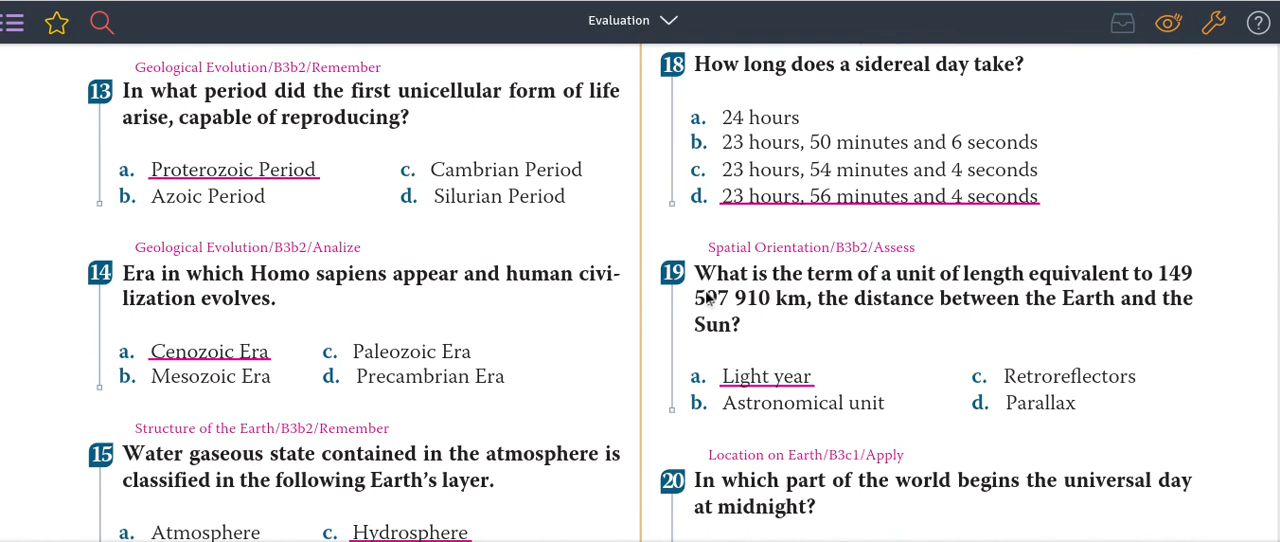 Evaluation
Geological Evolution/B3b2/Remember
13 In what period did the first unicellular form of life
arise, capable of reproducing?
a. Proterozoic Period
c. Cambrian Period
b. Azoic Period
d. Silurian Period
Geological Evolution/B3b2/Analize
14 Era in which Homo sapiens appear and human civi-
lization evolves.
a. Cenozoic Era
c. Paleozoic Era
b. Mesozoic Era
d. Precambrian Era
Structure of the Earth/B3b2/Remember
15 Water gaseous state contained in the atmosphere is
classified in the following Earth's layer.
a. Atmosphere
c. Hydrosphere
18 How long does a sidereal day take?
a. 24 hours
b. 23 hours, 50 minutes and 6 seconds
c. 23 hours, 54 minutes and 4 seconds
d. 23 hours, 56 minutes and 4 seconds
Spatial Orientation/B3b2/Assess
19 What is the term of a unit of length equivalent to 149
597 910 km, the distance between the Earth and the
Sun?
a. Light year
c. Retroreflectors
b. Astronomical unit
d. Parallax
Location on Earth/B3c1/Apply
20 In which part of the world begins the universal day
at midnight?